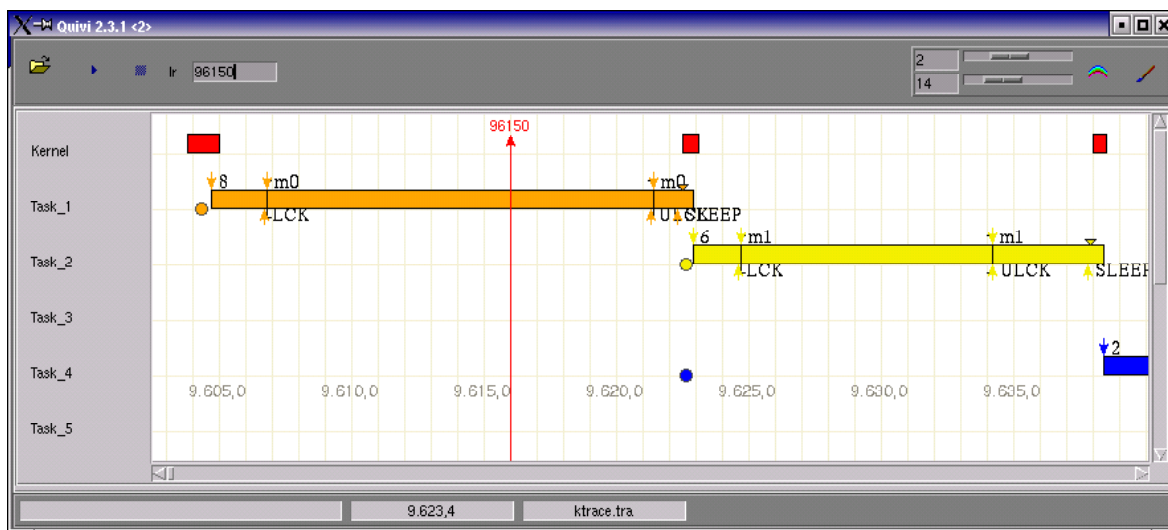 Quivi 2.3.1 <2>
Ir 96150
2
14
96150
Kernel
8 m0 m0
Task_1
LCK ULCK SLEEP
6 m1 m1
Task_2
LCK ULCK SLEEP
Task_3
2
Task_4
9.605,0 9.610,0 9.615,0 9.620,0 9.625,0 9.630,0 9.635,0
Task_5
9.623,4 ktrace.tra